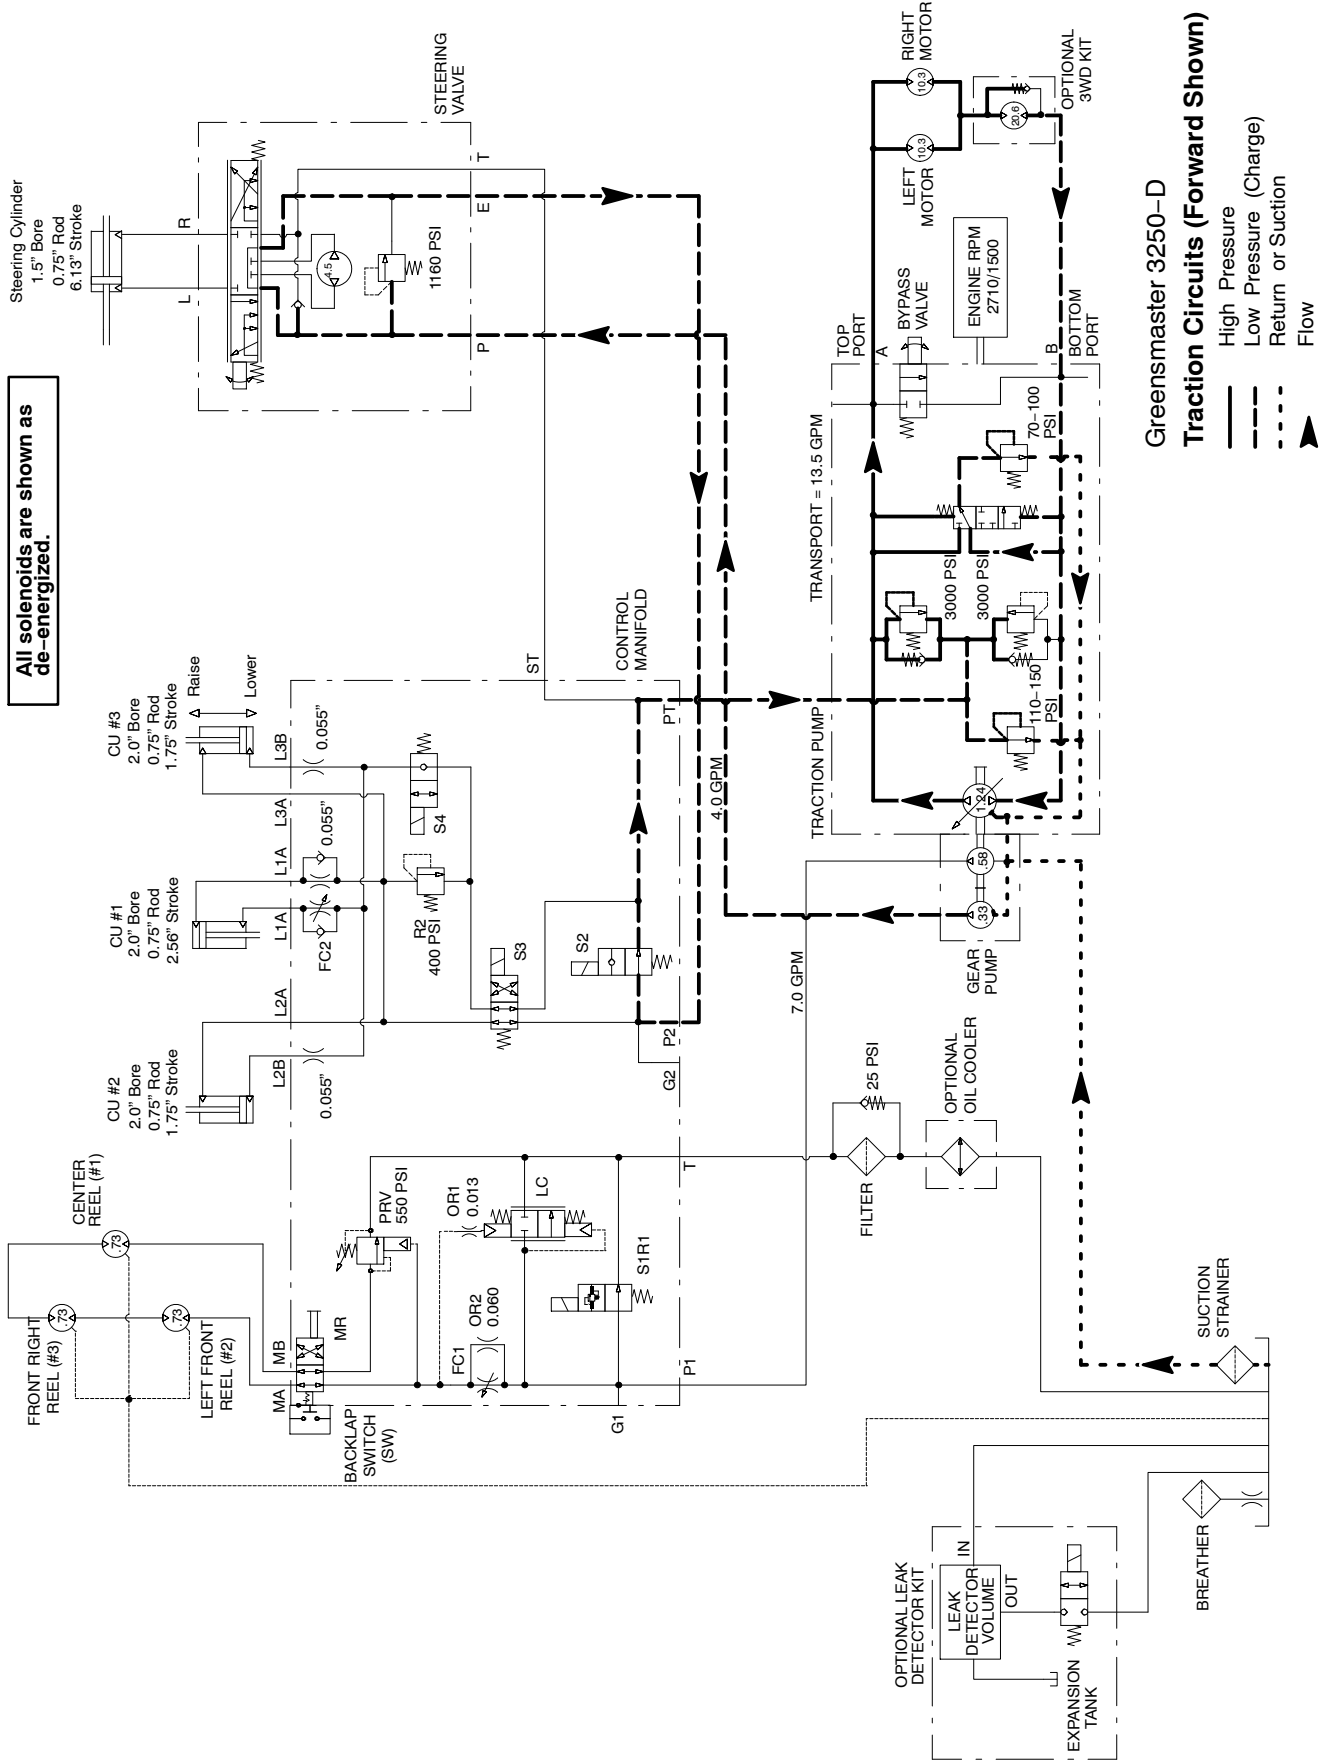 All solenoids are shown as
de–energized.
Steering Cylinder
1.5" Bore
0.75" Rod
6.13" Stroke
L
R
STEERING
VALVE
4.5
1160 PSI
P
E
T
CU #3
2.0" Bore
0.75" Rod
1.75" Stroke
Raise
Lower
CU #1
2.0" Bore
0.75" Rod
2.56" Stroke
CU #2
2.0" Bore
0.75" Rod
1.75" Stroke
CENTER
REEL (#1)
.73
FRONT RIGHT
REEL (#3)
.73
LEFT FRONT
REEL (#2)
.73
MA
MB
L2B
L2A
L1A
L1A
L3A
L3B
0.055"
0.055"
0.055"
FC2
R2
400 PSI
S4
S3
S2
ST
CONTROL
MANIFOLD
PT
P2
G2
BACKLAP
SWITCH
(SW)
MR
PRV
550 PSI
OR1
0.013
LC
FC1
OR2
0.060
S1R1
G1
P1
T
4.0 GPM
7.0 GPM
TRACTION PUMP
TRANSPORT = 13.5 GPM
TOP
PORT
A
BYPASS
VALVE
LEFT
MOTOR
10.3
RIGHT
MOTOR
10.3
OPTIONAL
3WD KIT
20.6
ENGINE RPM
2710/1500
B
BOTTOM
PORT
3000 PSI
3000 PSI
70–100
PSI
110–150
PSI
1.24
.58
.33
GEAR
PUMP
25 PSI
FILTER
OPTIONAL
OIL COOLER
SUCTION
STRAINER
BREATHER
OPTIONAL LEAK
DETECTOR KIT
LEAK
DETECTOR
VOLUME
IN
OUT
EXPANSION
TANK
Greensmaster 3250–D
Traction Circuits (Forward Shown)
High Pressure
Low Pressure (Charge)
Return or Suction
Flow